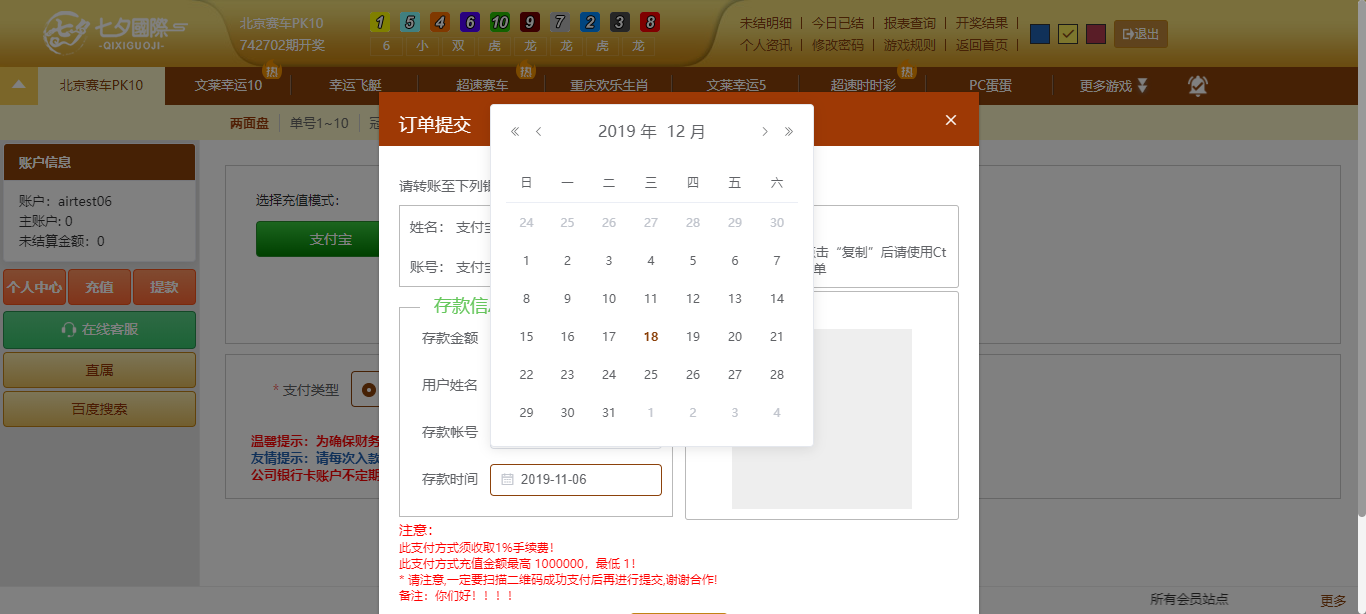 七夕 七夕國際
-QIXIGUOJI-
北京赛车PK10
742702期开奖
1 5 4 6 10 9 7 2 3 8
6 小 双 虎 龙 龙 虎 龙
未结明细 | 今日已结 | 报表查询 | 开奖结果 |
个人资讯 | 修改密码 | 游戏规则 | 返回首页 |
退出
热 热 热
北京赛车PK10 文莱幸运10 幸运飞艇 超速赛车 重庆欢乐生肖 文莱幸运5 超速时时彩 PC蛋蛋 更多游戏
两面盘 单号1~10 冠
账户信息
账户：airtest06
主账户: 0
未结算金额：0
个人中心 充值 提款
在线客服
直属
百度搜索
选择充值模式:
支付宝
* 支付类型
温馨提示：为确保财务
友情提示：请每次入款
公司银行卡账户不定期
订单提交 ×
请转账至下列银
姓名： 支付宝
账号： 支付宝
击“复制”后请使用Ct
单
« ‹ 2019 年 12 月 › »
日 一 二 三 四 五 六
24 25 26 27 28 29 30
1 2 3 4 5 6 7
8 9 10 11 12 13 14
15 16 17 18 19 20 21
22 23 24 25 26 27 28
29 30 31 1 2 3 4
存款信息
存款金额
用户姓名
存款帐号
存款时间 2019-11-06
注意：
此支付方式须收取1%手续费！
此支付方式充值金额最高 1000000，最低 1！
* 请注意,一定要扫描二维码成功支付后再进行提交,谢谢合作!
备注：你们好！！！！
所有会员站点 更多